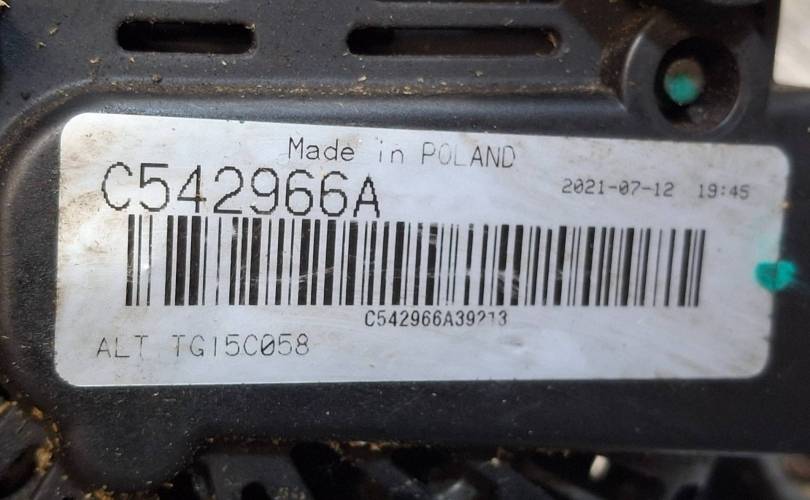 Made in POLAND
C542966A
2021-07-12 19:45
C542966A39213
ALT TG15C058